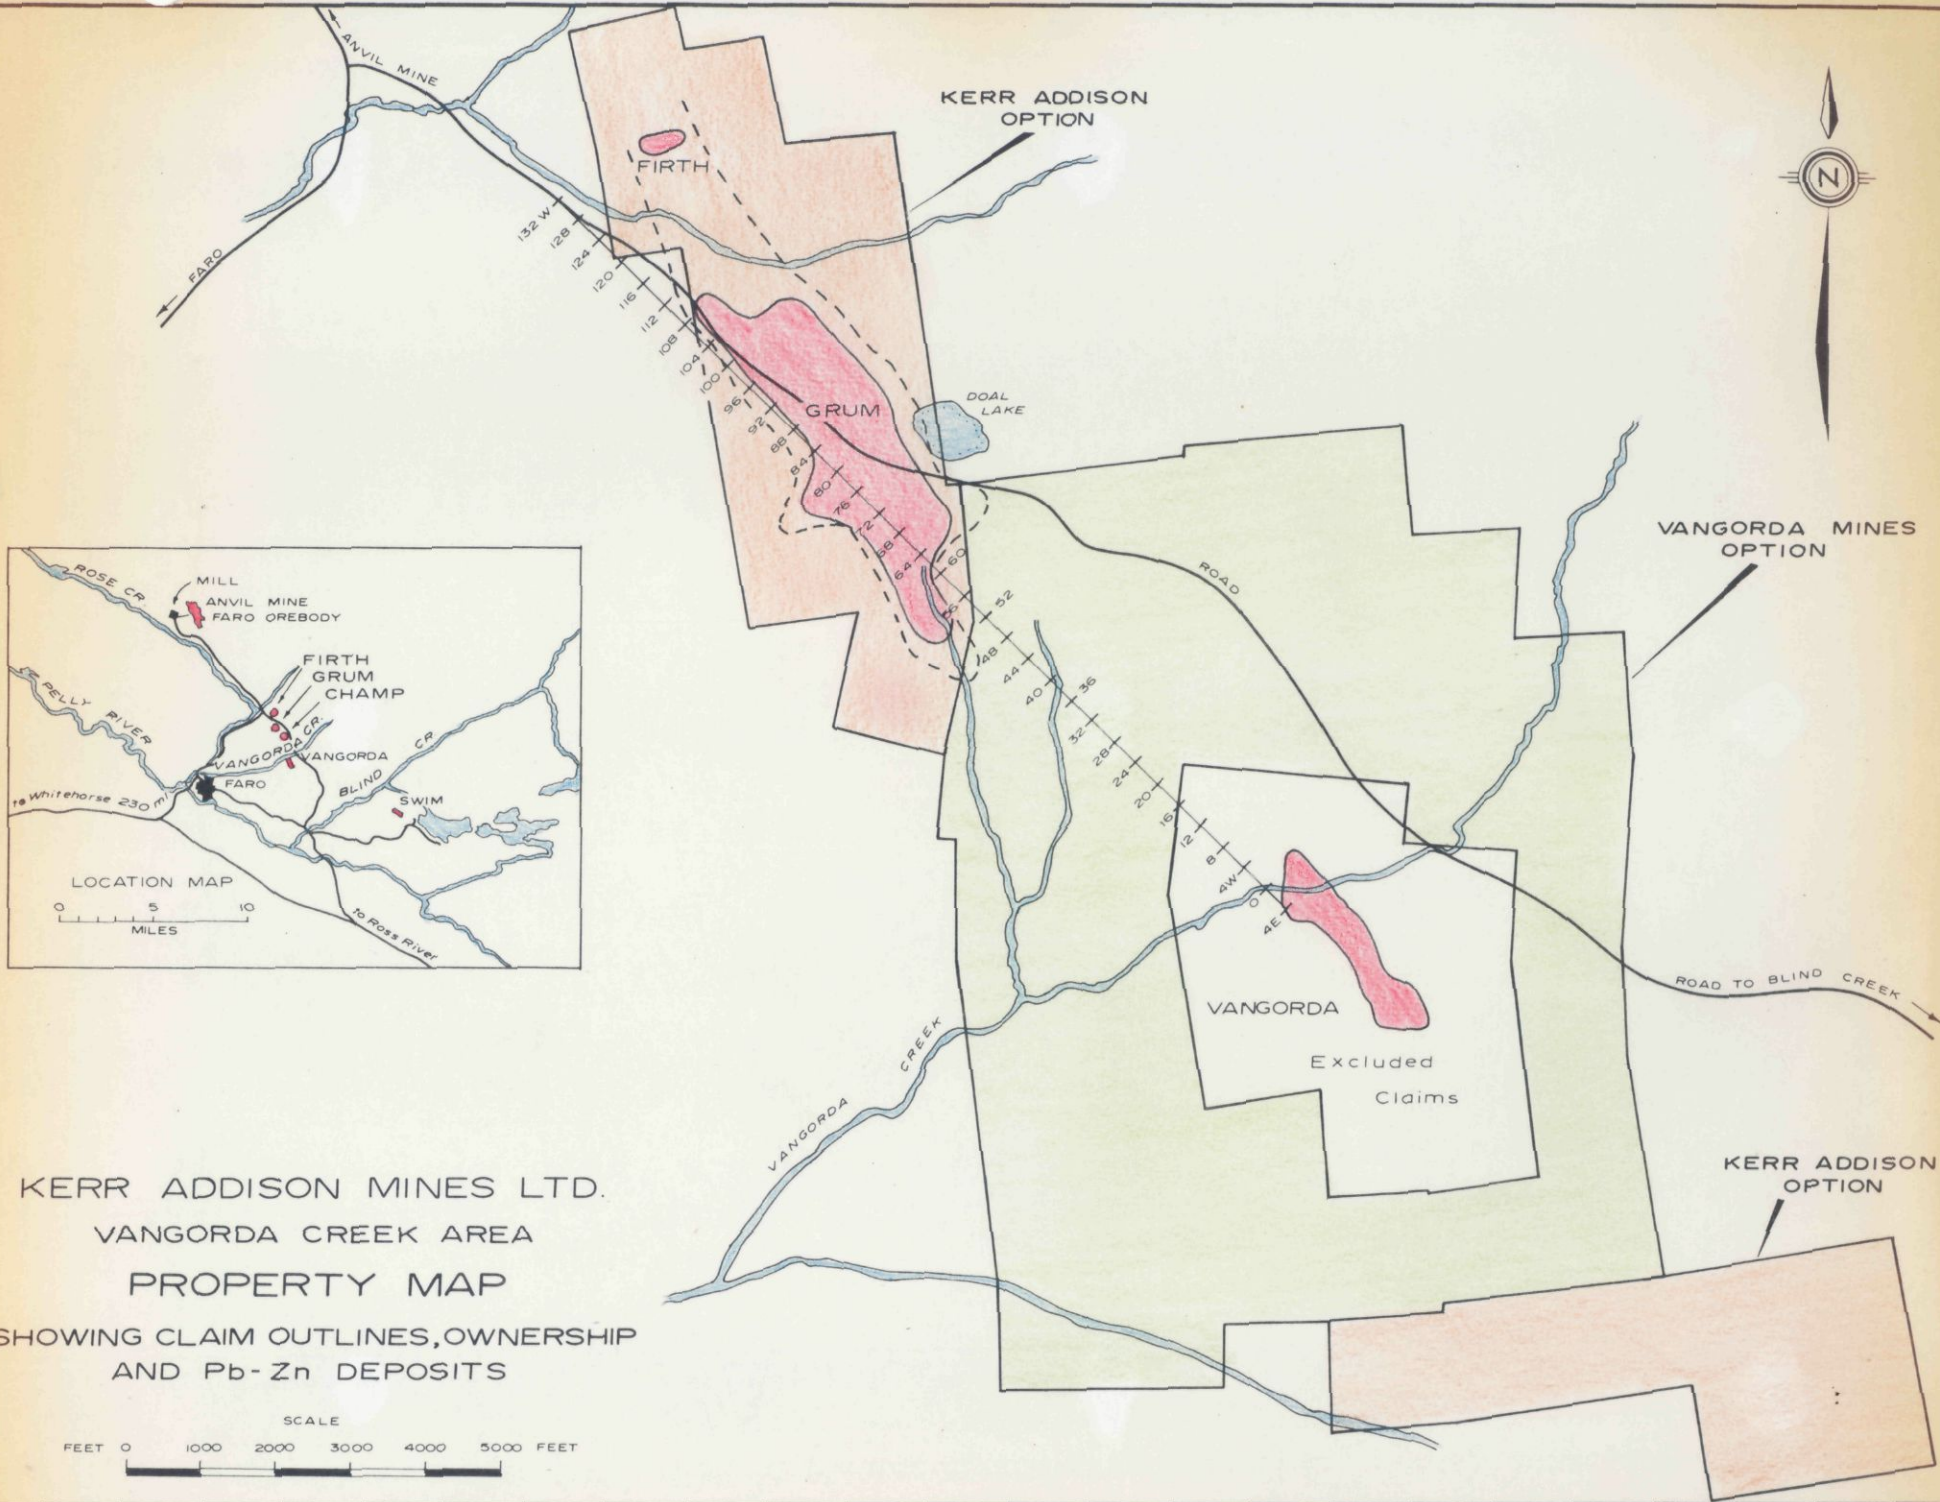 ANVIL MINE
FARO
KERR ADDISON
OPTION
N
FIRTH
132 W
128
124
120
116
112
108
104
100
96
92
88
84
80
76
72
68
64
60
56
52
48
44
40
36
32
28
24
20
16
12
8
4W
0
4E
GRUM
DOAL
LAKE
ROAD
VANGORDA MINES
OPTION
ROSE CR.
MILL
ANVIL MINE
FARO OREBODY
FIRTH
GRUM
CHAMP
PELLY RIVER
VANGORDA CR.
VANGORDA
FARO
BLIND CR
SWIM
to Whitehorse 230 mi.
LOCATION MAP
0 5 10
MILES
to Ross River
VANGORDA
Excluded
Claims
ROAD TO BLIND CREEK
VANGORDA CREEK
KERR ADDISON
OPTION
KERR ADDISON MINES LTD.
VANGORDA CREEK AREA
PROPERTY MAP
SHOWING CLAIM OUTLINES, OWNERSHIP
AND Pb-Zn DEPOSITS
SCALE
FEET 0 1000 2000 3000 4000 5000 FEET